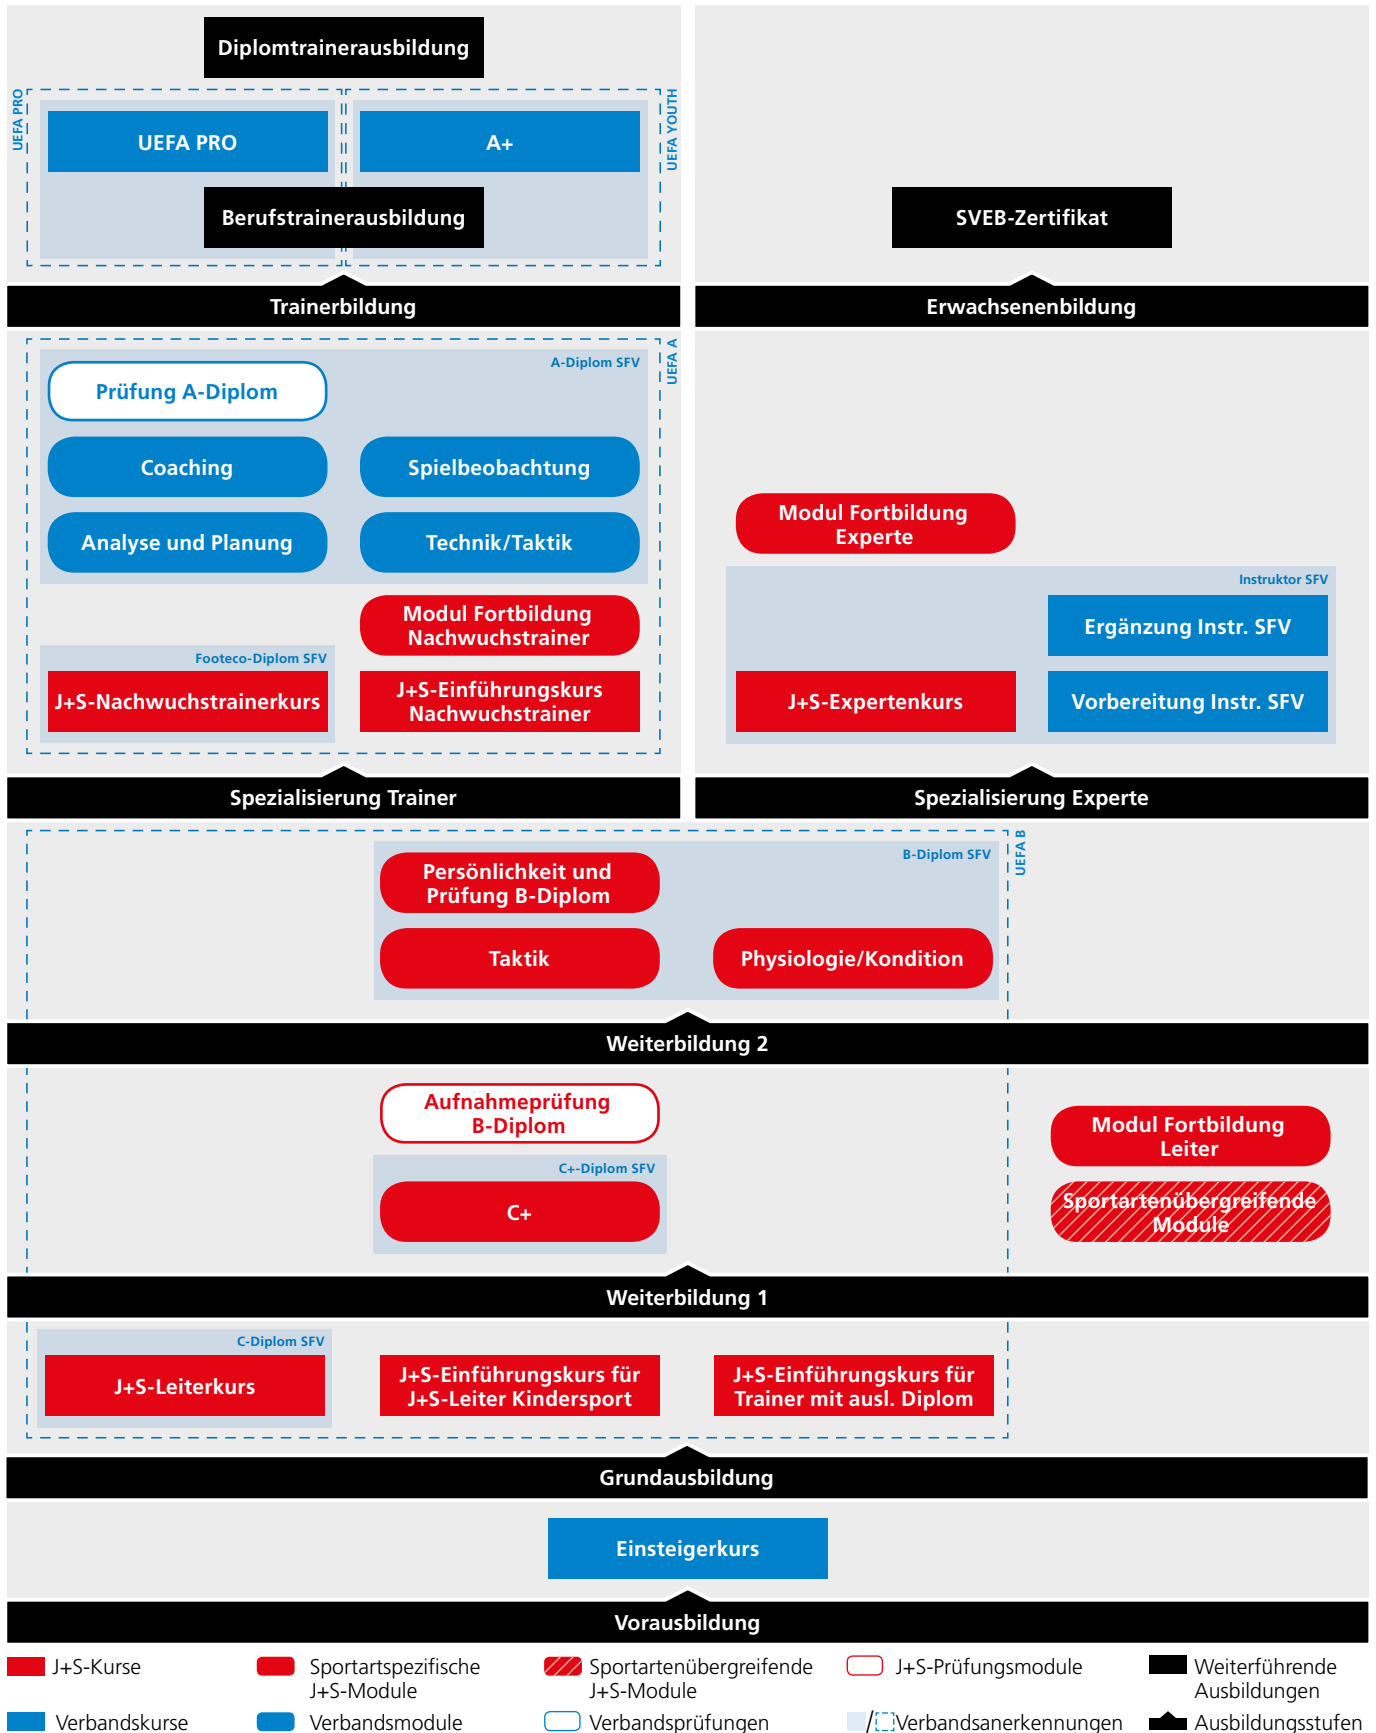 Diplomtrainerausbildung
UEFA PRO
UEFA YOUTH
UEFA PRO
A+
Berufstrainerausbildung
SVEB-Zertifikat
Trainerbildung
Erwachsenenbildung
UEFA A
A-Diplom SFV
Prüfung A-Diplom
Coaching
Spielbeobachtung
Analyse und Planung
Technik/Taktik
Modul Fortbildung
Nachwuchstrainer
Footeco-Diplom SFV
J+S-Nachwuchstrainerkurs
J+S-Einführungskurs
Nachwuchstrainer
Modul Fortbildung
Experte
Instruktor SFV
Ergänzung Instr. SFV
J+S-Expertenkurs
Vorbereitung Instr. SFV
Spezialisierung Trainer
Spezialisierung Experte
UEFA B
B-Diplom SFV
Persönlichkeit und
Prüfung B-Diplom
Taktik
Physiologie/Kondition
Weiterbildung 2
Aufnahmeprüfung
B-Diplom
C+-Diplom SFV
C+
Modul Fortbildung
Leiter
Sportartenübergreifende
Module
Weiterbildung 1
C-Diplom SFV
J+S-Leiterkurs
J+S-Einführungskurs für
J+S-Leiter Kindersport
J+S-Einführungskurs für
Trainer mit ausl. Diplom
Grundausbildung
Einsteigerkurs
Vorausbildung
J+S-Kurse
Sportartspezifische
J+S-Module
Sportartenübergreifende
J+S-Module
J+S-Prüfungsmodule
Weiterführende
Ausbildungen
Verbandskurse
Verbandsmodule
Verbandsprüfungen
/
Verbandsanerkennungen
Ausbildungsstufen